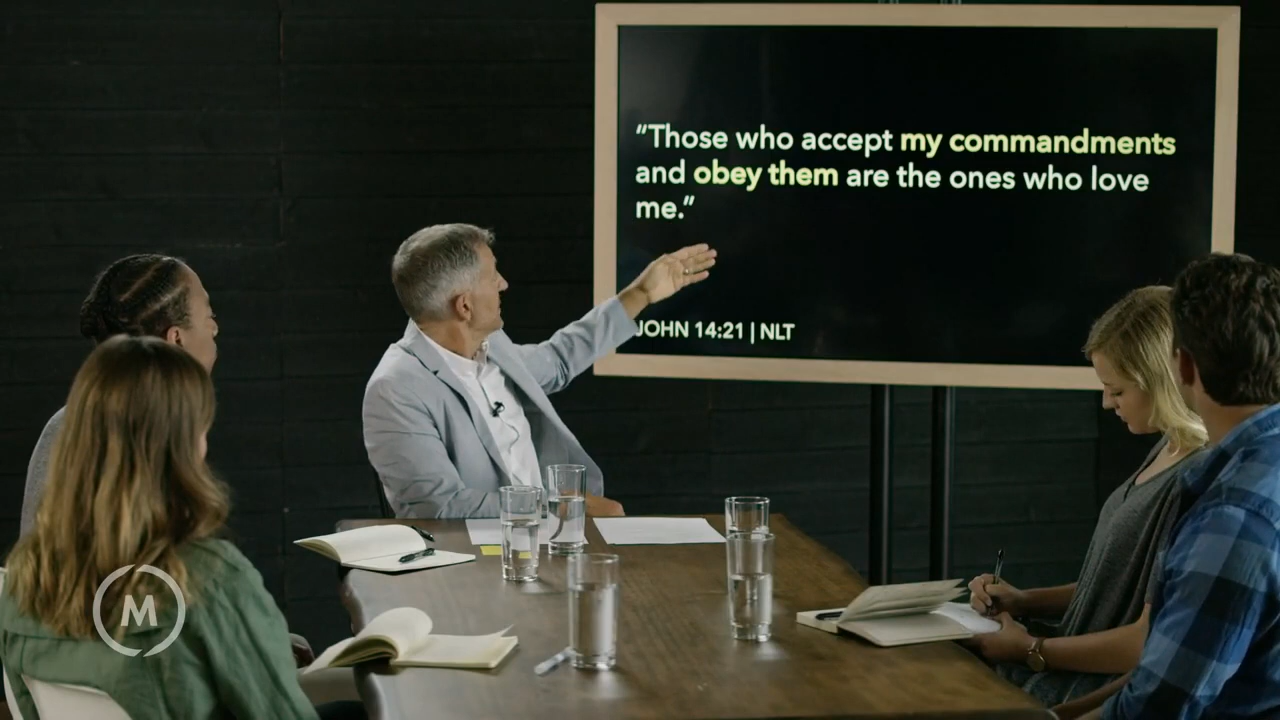 “Those who accept my commandments
and obey them are the ones who love
me.”
JOHN 14:21 | NLT
M